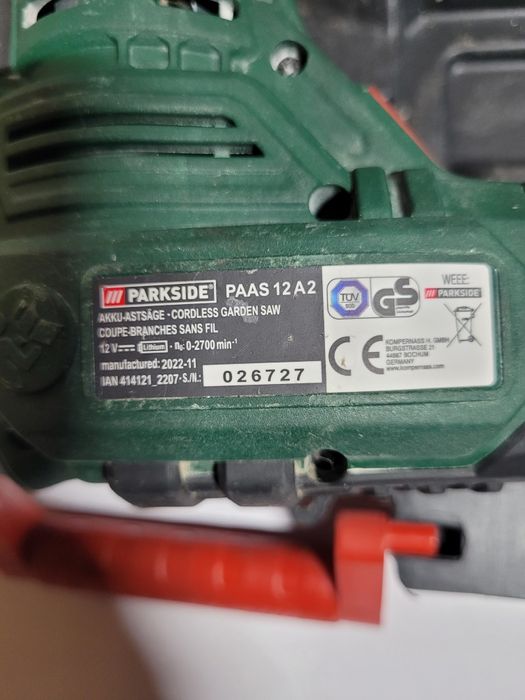 PARKSIDE® PAAS 12 A2
AKKU-ASTSÄGE · CORDLESS GARDEN SAW
COUPE-BRANCHES SANS FIL
12 V Lithium · n₀: 0-2700 min⁻¹
manufactured: 2022-11
IAN 414121_2207 · S./N.: 026727
TÜV
SÜD
GS
CE
WEEE:
PARKSIDE
KOMPERNASS H. GMBH
BURGSTRASSE 21
44867 BOCHUM
GERMANY
www.kompernass.com